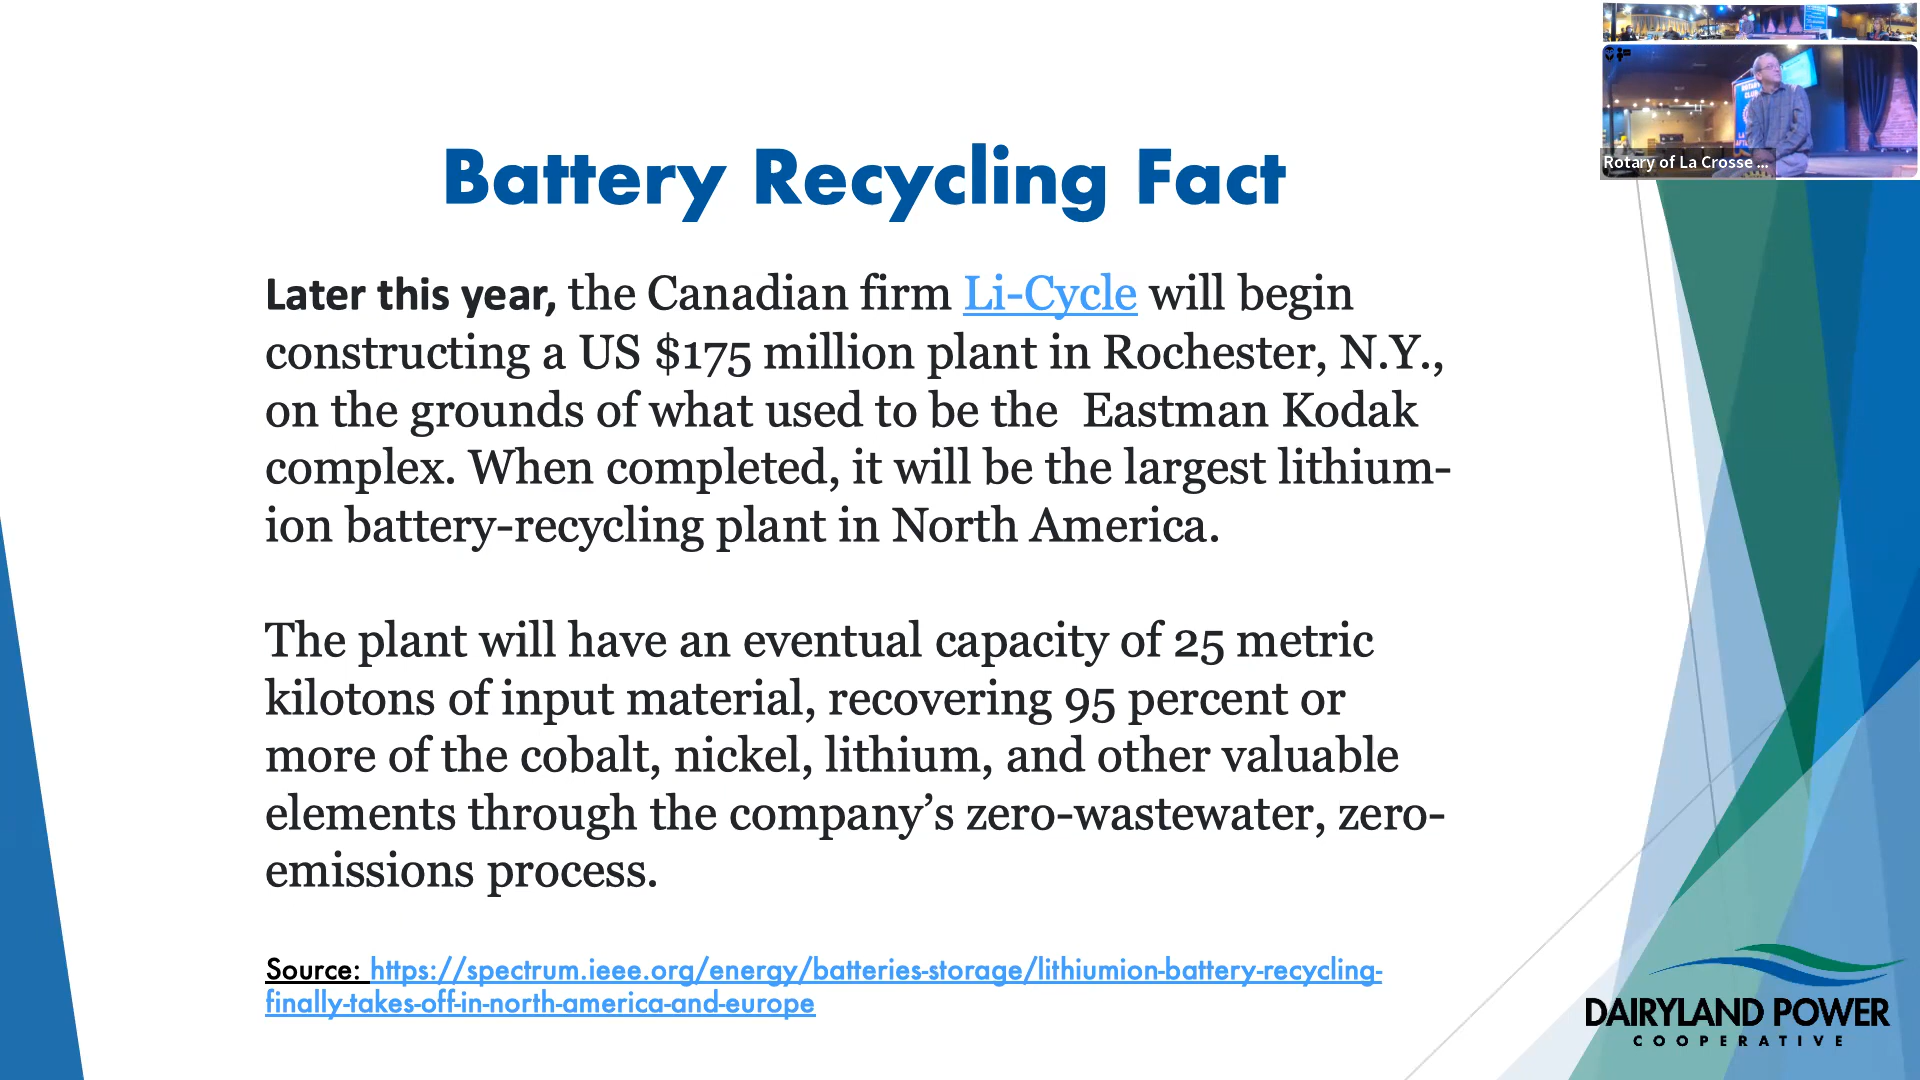 Battery Recycling Fact
Later this year, the Canadian firm Li-Cycle will begin
constructing a US $175 million plant in Rochester, N.Y.,
on the grounds of what used to be the  Eastman Kodak
complex. When completed, it will be the largest lithium-
ion battery-recycling plant in North America.
The plant will have an eventual capacity of 25 metric
kilotons of input material, recovering 95 percent or
more of the cobalt, nickel, lithium, and other valuable
elements through the company’s zero-wastewater, zero-
emissions process.
Source: https://spectrum.ieee.org/energy/batteries-storage/lithiumion-battery-recycling-
finally-takes-off-in-north-america-and-europe
Rotary of La Crosse ...
DAIRYLAND POWER
COOPERATIVE